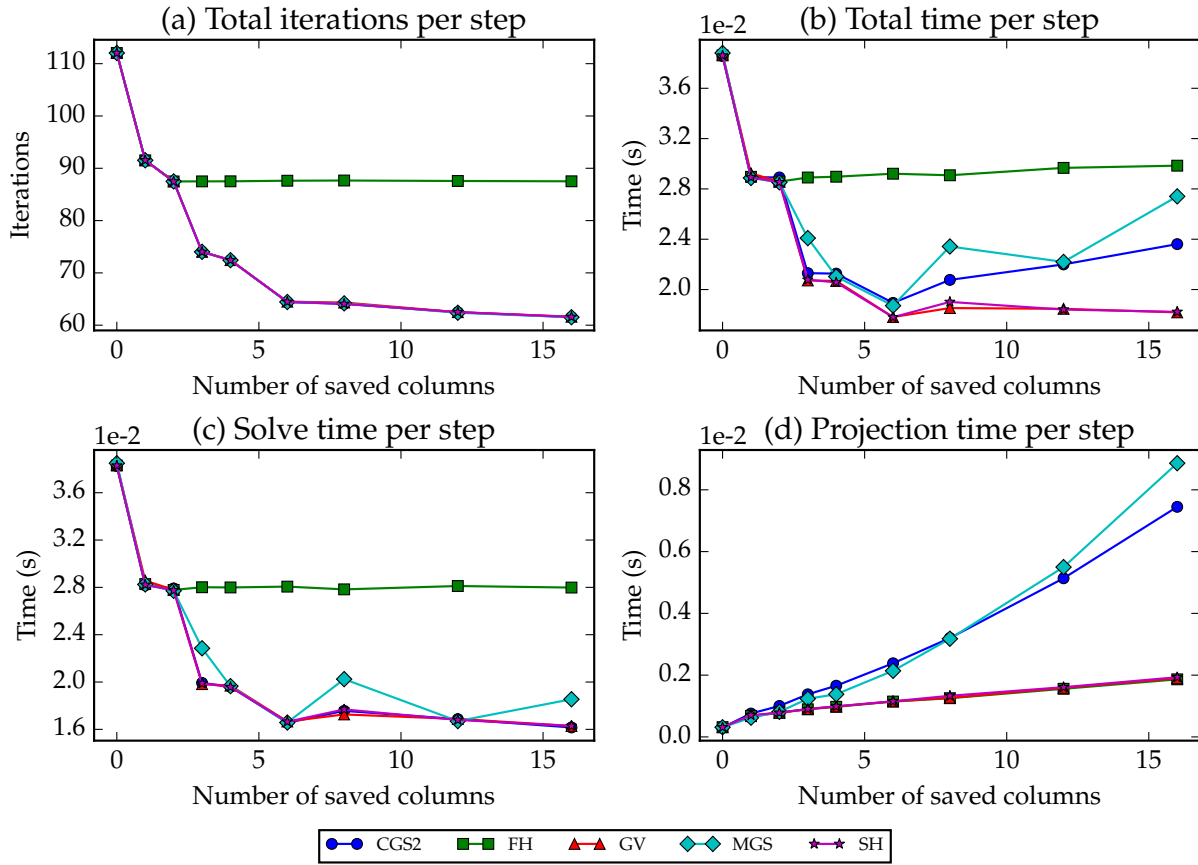 (a) Total iterations per step
110
100
90
80
70
60
Iterations
0 5 10 15
Number of saved columns
(b) Total time per step
1e-2
3.6
3.2
2.8
2.4
2.0
Time (s)
0 5 10 15
Number of saved columns
(c) Solve time per step
1e-2
3.6
3.2
2.8
2.4
2.0
1.6
Time (s)
0 5 10 15
Number of saved columns
(d) Projection time per step
1e-2
0.8
0.6
0.4
0.2
0.0
Time (s)
0 5 10 15
Number of saved columns
CGS2 FH GV MGS SH